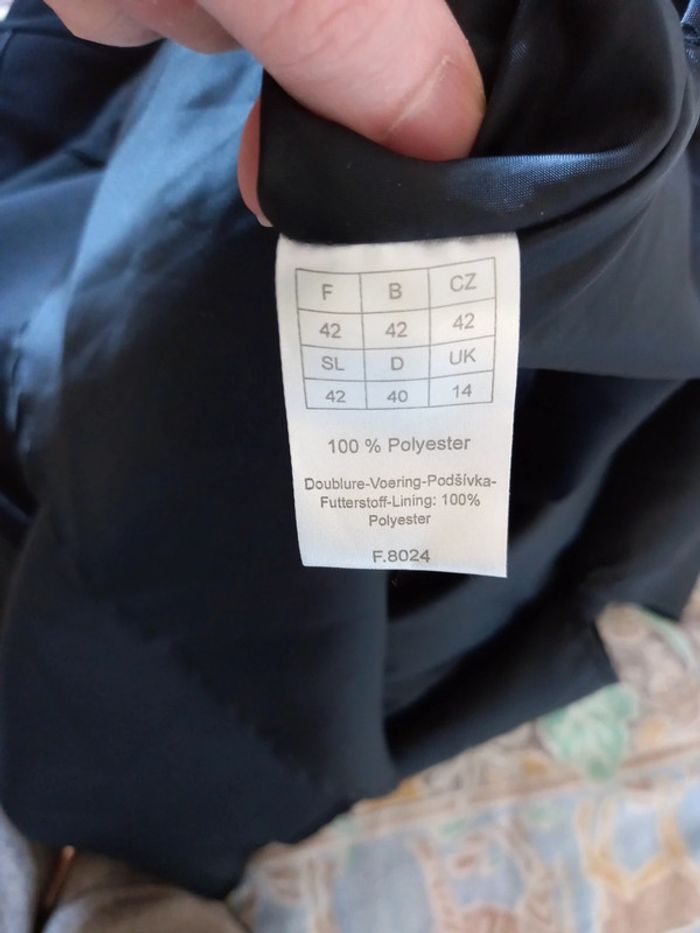 F B CZ
42 42 42
SL D UK
42 40 14
100 % Polyester
Doublure-Voering-Podšívka-
Futterstoff-Lining: 100%
Polyester
F.8024